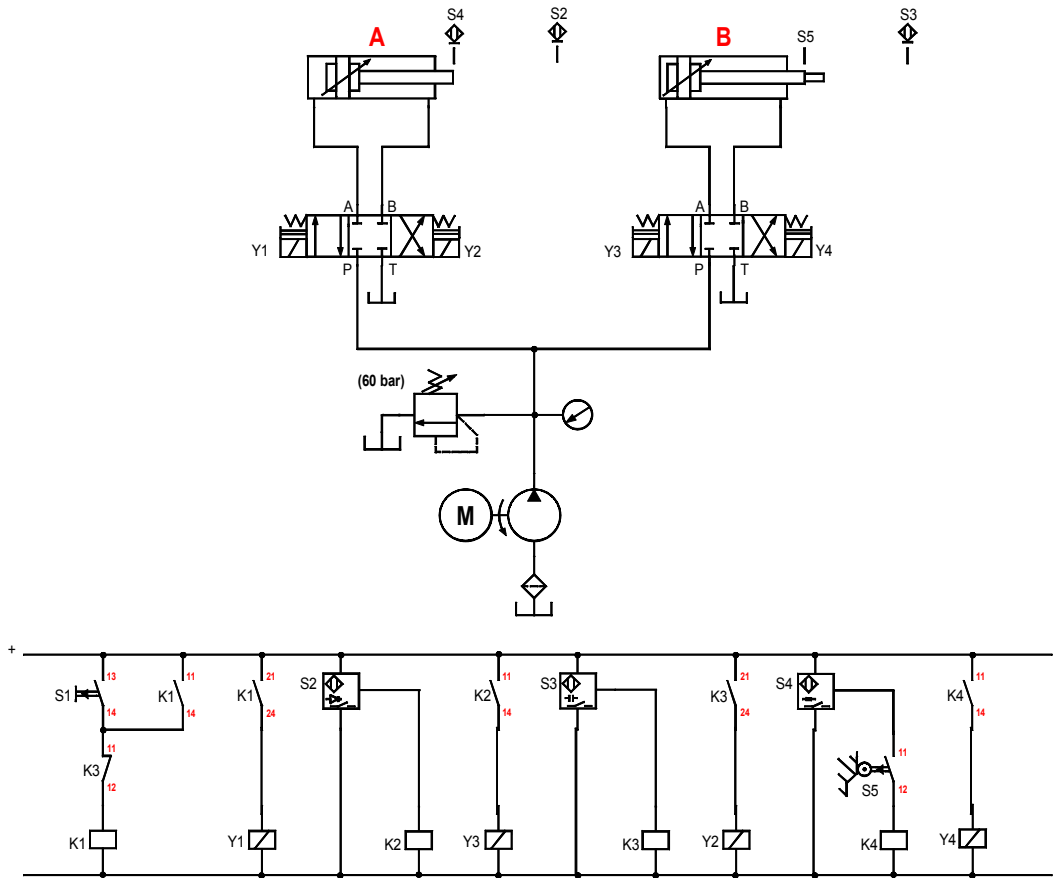 S4 S2 S3
A B S5
A B A B
Y1 Y2 Y3 Y4
P T P T
(60 bar)
M
+
13 11 21 11 21 11
S1 K1 K1 S2 K2 S3 K3 S4 K4
14 14 24 14 24 14
11 11
K3 S5
12 12
K1 Y1 K2 Y3 K3 Y2 K4 Y4